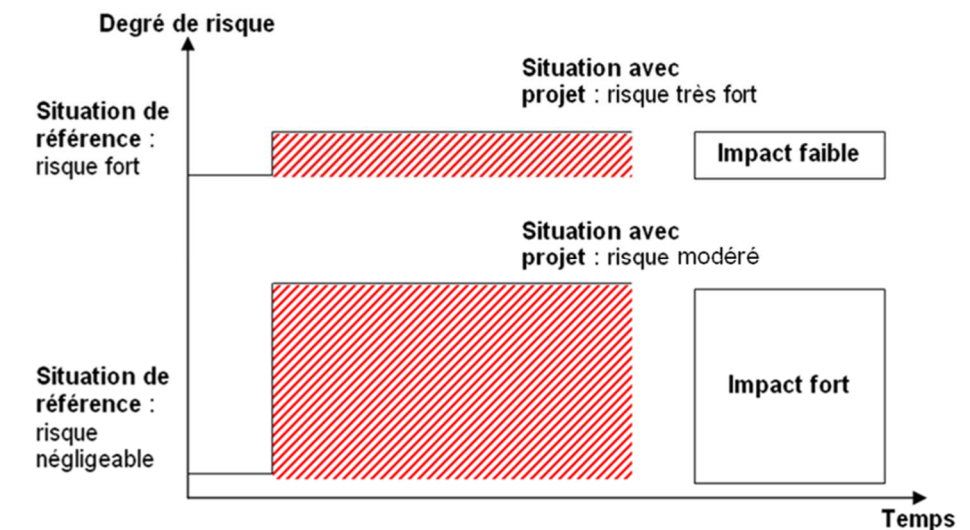 Degré de risque
Situation avec
projet : risque très fort
Situation de
référence :
risque fort
Impact faible
Situation avec
projet : risque modéré
Situation de
référence :
risque
négligeable
Impact fort
Temps